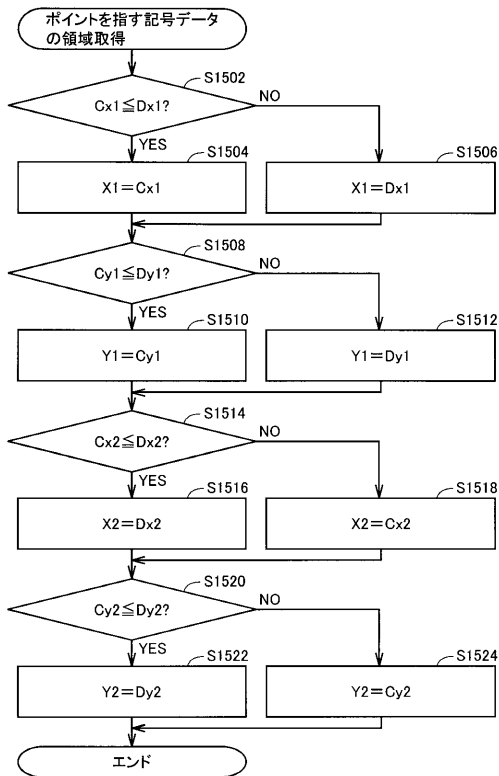 ポイントを指す記号データ
の領域取得
S1502
Cx1≦Dx1?
NO
YES
S1504
S1506
X1=Cx1
X1=Dx1
S1508
Cy1≦Dy1?
NO
YES
S1510
S1512
Y1=Cy1
Y1=Dy1
S1514
Cx2≦Dx2?
NO
YES
S1516
S1518
X2=Dx2
X2=Cx2
S1520
Cy2≦Dy2?
NO
YES
S1522
S1524
Y2=Dy2
Y2=Cy2
エンド